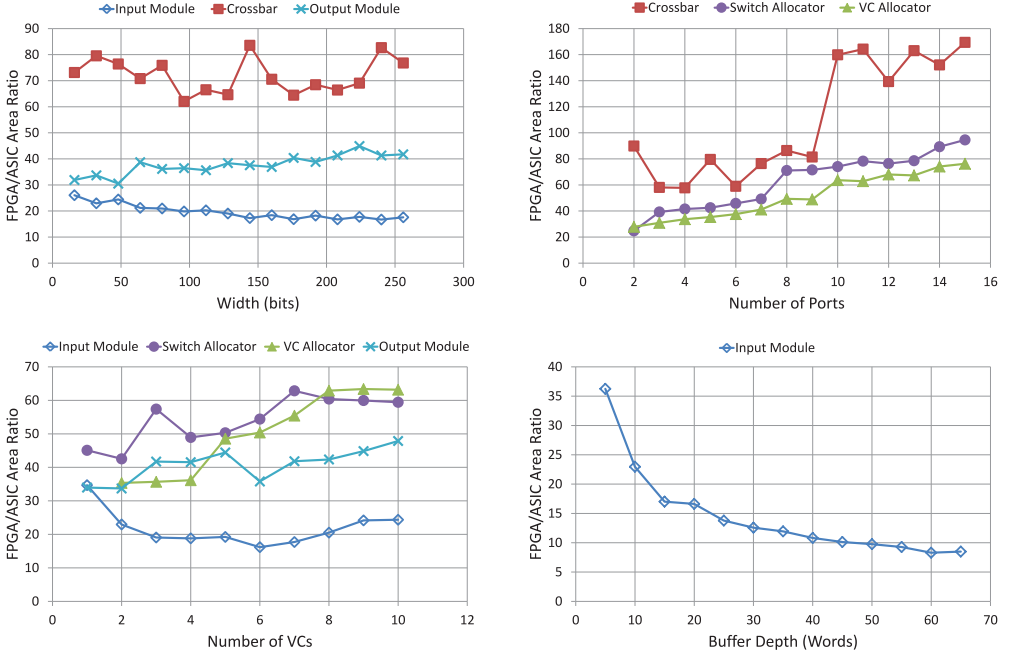 Input Module Crossbar Output Module
FPGA/ASIC Area Ratio
90
80
70
60
50
40
30
20
10
0
0 50 100 150 200 250 300
Width (bits)
Crossbar Switch Allocator VC Allocator
FPGA/ASIC Area Ratio
180
160
140
120
100
80
60
40
20
0
0 2 4 6 8 10 12 14 16
Number of Ports
Input Module Switch Allocator VC Allocator Output Module
FPGA/ASIC Area Ratio
70
60
50
40
30
20
10
0
0 2 4 6 8 10 12
Number of VCs
Input Module
FPGA/ASIC Area Ratio
40
35
30
25
20
15
10
5
0
0 10 20 30 40 50 60 70
Buffer Depth (Words)